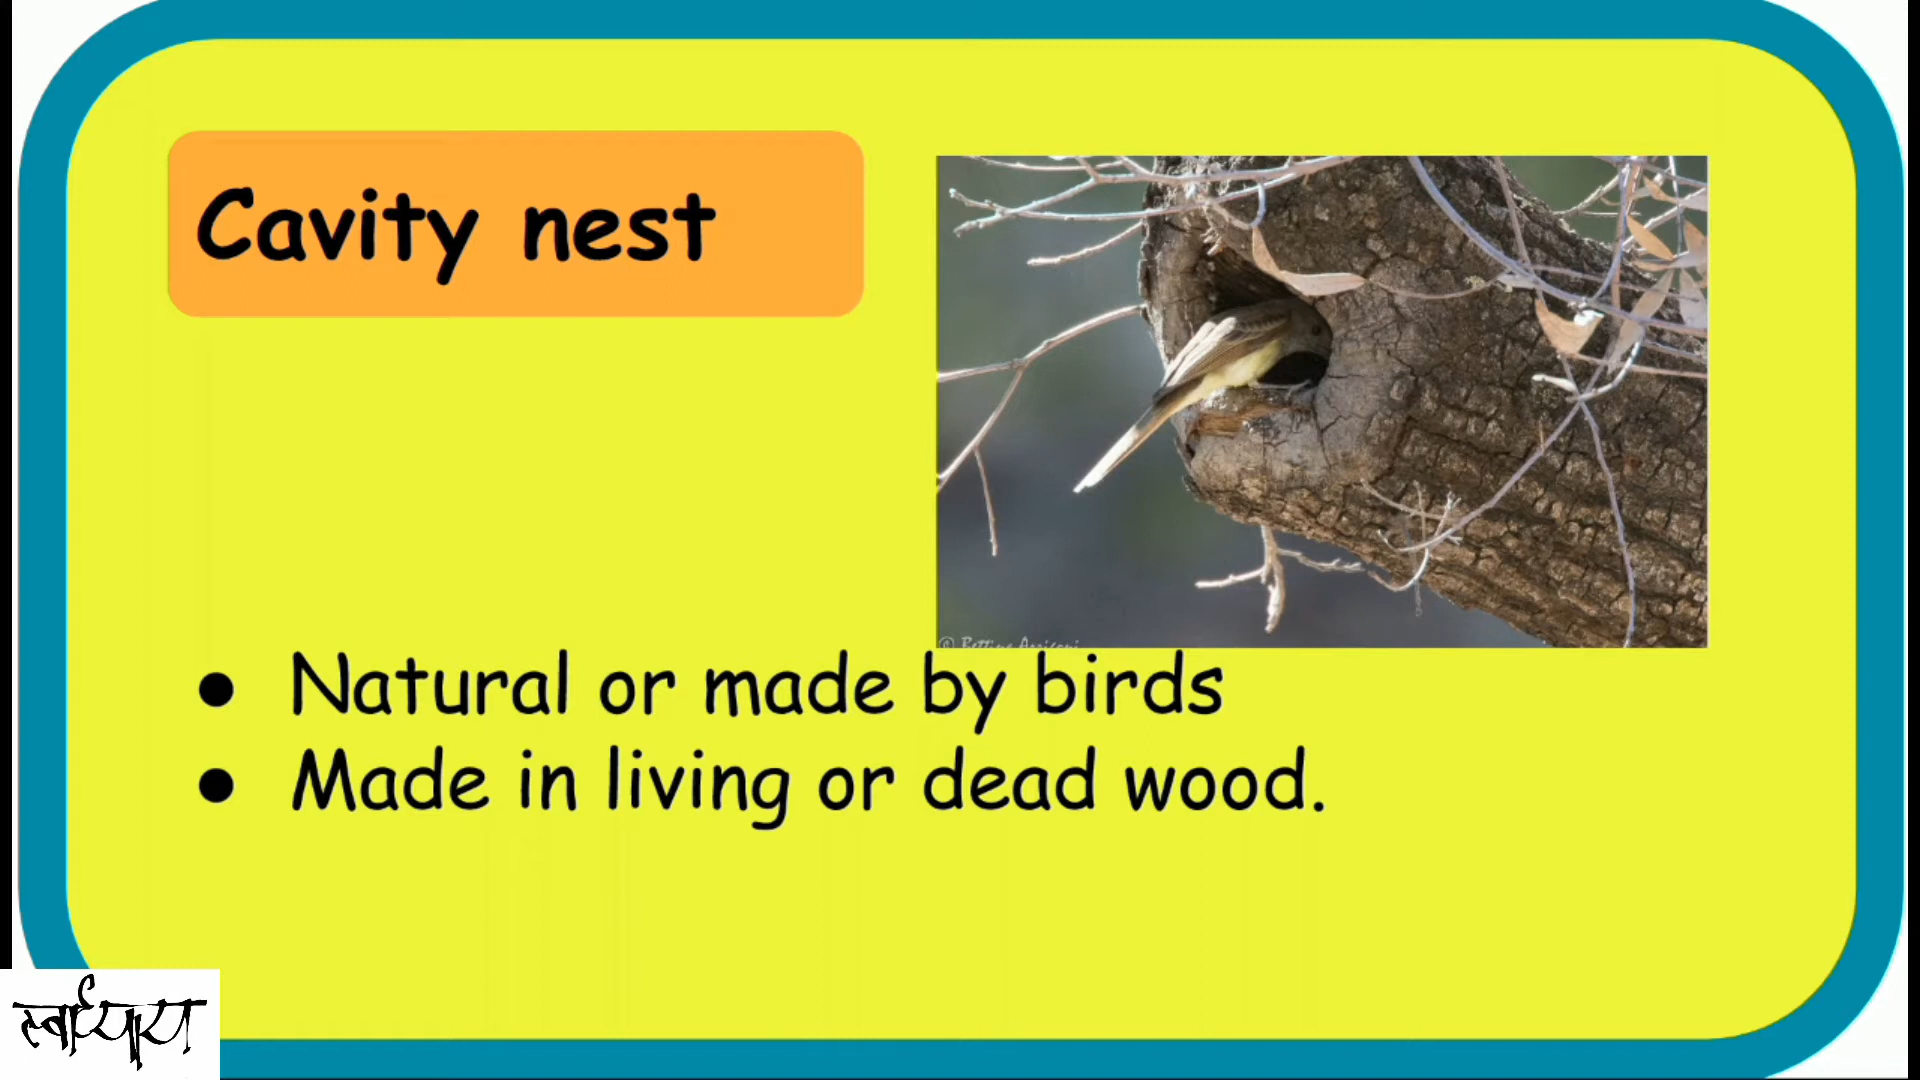 Cavity nest
● Natural or made by birds
● Made in living or dead wood.
स्वाध्याय